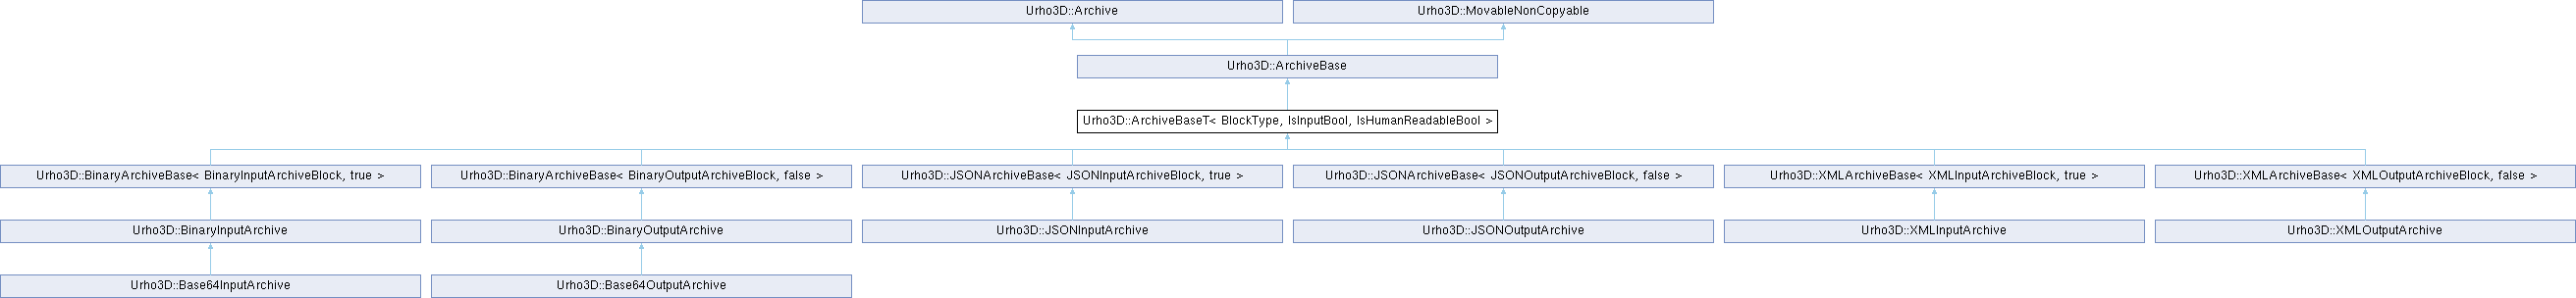 Urho3D::Archive
Urho3D::MovableNonCopyable
Urho3D::ArchiveBase
Urho3D::ArchiveBaseT< BlockType, IsInputBool, IsHumanReadableBool >
Urho3D::BinaryArchiveBase< BinaryInputArchiveBlock, true >
Urho3D::BinaryArchiveBase< BinaryOutputArchiveBlock, false >
Urho3D::JSONArchiveBase< JSONInputArchiveBlock, true >
Urho3D::JSONArchiveBase< JSONOutputArchiveBlock, false >
Urho3D::XMLArchiveBase< XMLInputArchiveBlock, true >
Urho3D::XMLArchiveBase< XMLOutputArchiveBlock, false >
Urho3D::BinaryInputArchive
Urho3D::BinaryOutputArchive
Urho3D::JSONInputArchive
Urho3D::JSONOutputArchive
Urho3D::XMLInputArchive
Urho3D::XMLOutputArchive
Urho3D::Base64InputArchive
Urho3D::Base64OutputArchive